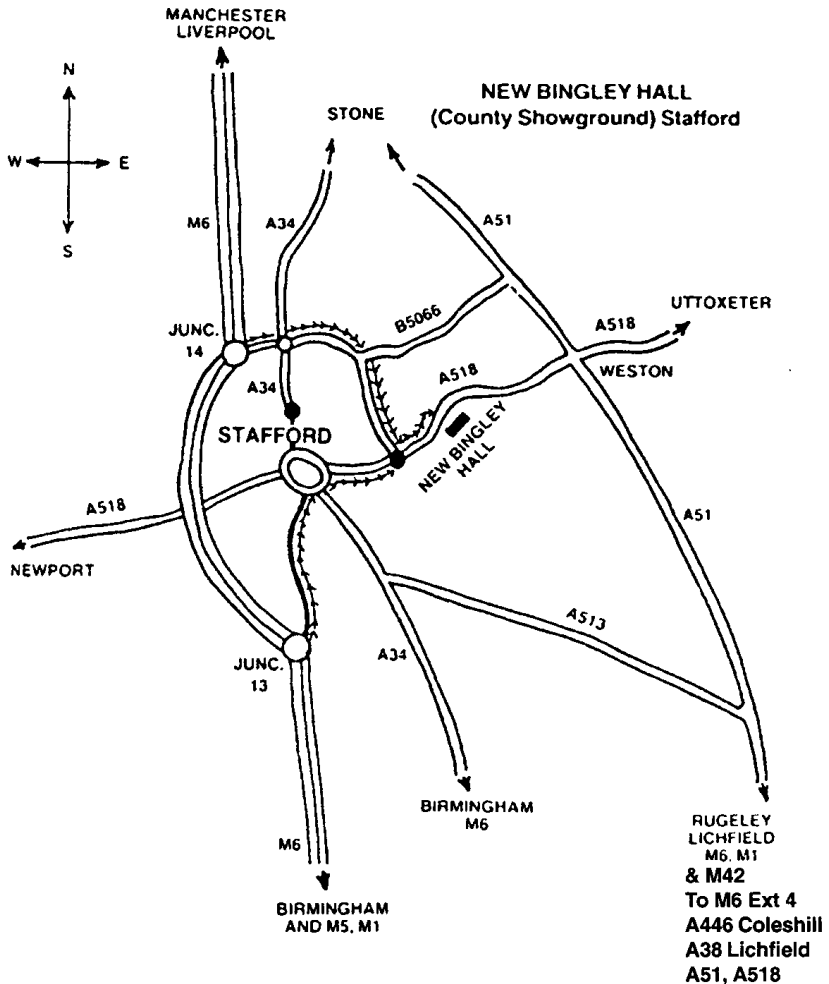 MANCHESTER
LIVERPOOL
N
W
E
S
NEW BINGLEY HALL
(County Showground) Stafford
STONE
M6
A34
A51
JUNC.
14
B5066
A518
UTTOXETER
WESTON
A34
A518
STAFFORD
NEW BINGLEY
HALL
A518
NEWPORT
A51
A513
JUNC.
13
A34
M6
BIRMINGHAM
M6
BIRMINGHAM
AND M5, M1
RUGELEY
LICHFIELD
M6, M1
& M42
To M6 Ext 4
A446 Coleshill
A38 Lichfield
A51, A518